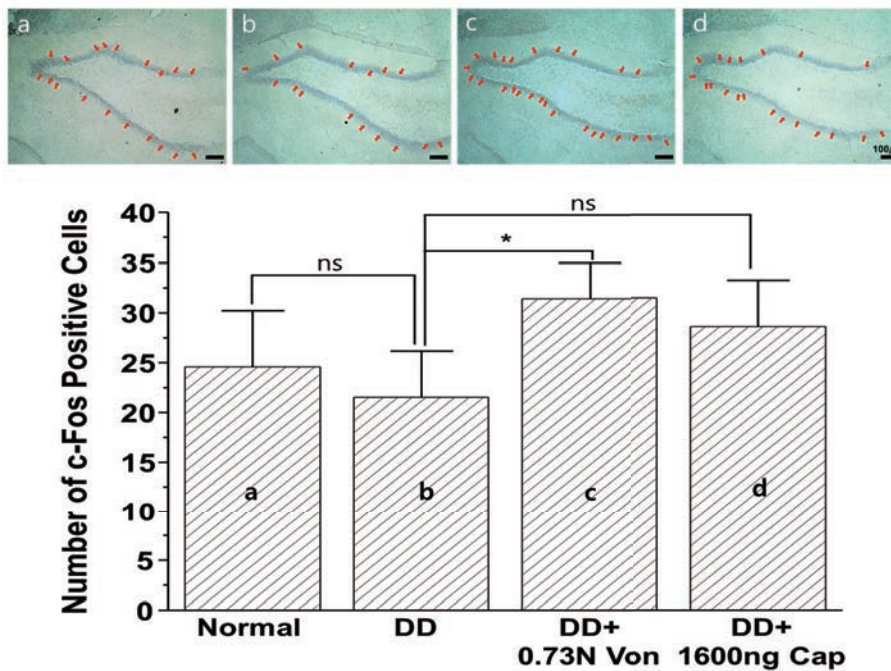 a
b
c
d
100
Number of c-Fos Positive Cells
40
35
30
25
20
15
10
5
0
ns
*
ns
a
b
c
d
Normal
DD
DD+
0.73N Von
DD+
1600ng Cap